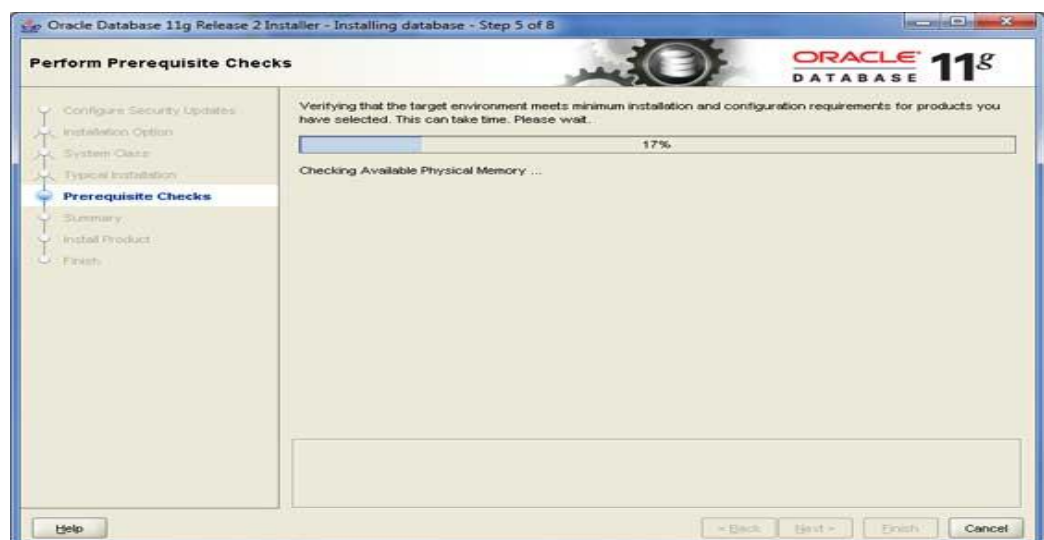 Oracle Database 11g Release 2 Installer - Installing database - Step 5 of 8
Perform Prerequisite Checks
ORACLE 11g
DATABASE
Configure Security Updates
Installation Option
System Class
Typical Installation
Prerequisite Checks
Summary
Install Product
Finish
Verifying that the target environment meets minimum installation and configuration requirements for products you
have selected. This can take time. Please wait.
17%
Checking Available Physical Memory ...
Help
< Back
Next >
Finish
Cancel